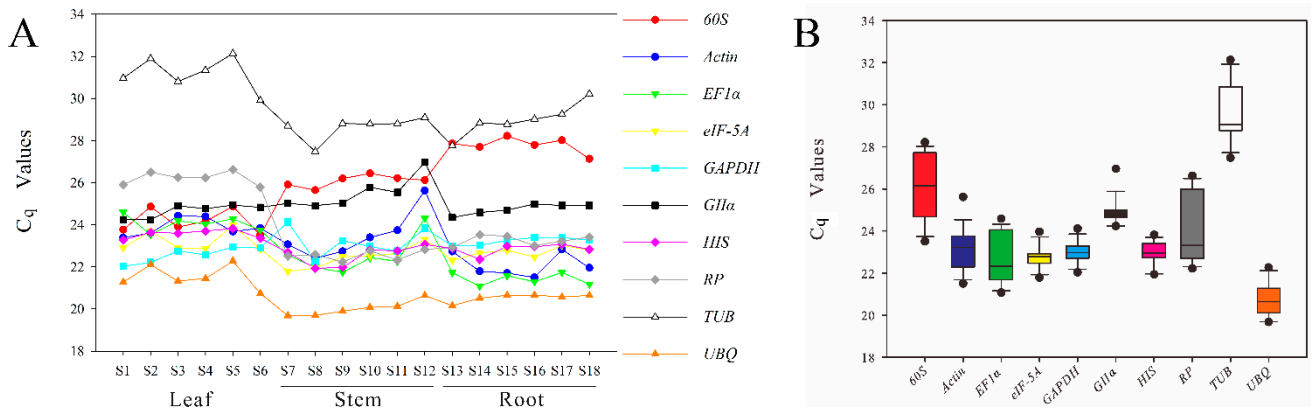 A
Cq Values
34
32
30
28
26
24
22
20
18
S1 S2 S3 S4 S5 S6 S7 S8 S9 S10 S11 S12 S13 S14 S15 S16 S17 S18
Leaf Stem Root
60S
Actin
EF1α
eIF-5A
GAPDH
GIIα
HIS
RP
TUB
UBQ
B
Cq Values
34
32
30
28
26
24
22
20
18
60S Actin EF1α eIF-5A GAPDH GIIα HIS RP TUB UBQ